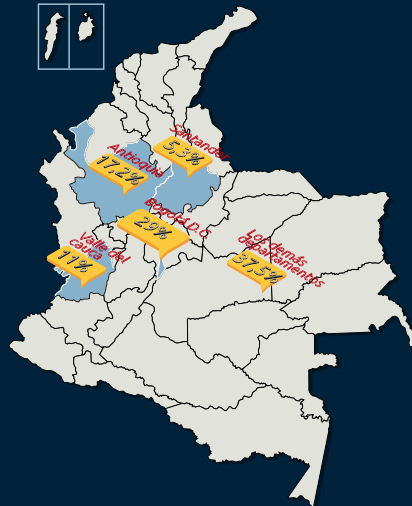 Santander
5,3%
Antioquia
17,2%
Bogotá D.C.
29%
Valle del
cauca
11%
Los demás
departamentos
37,5%